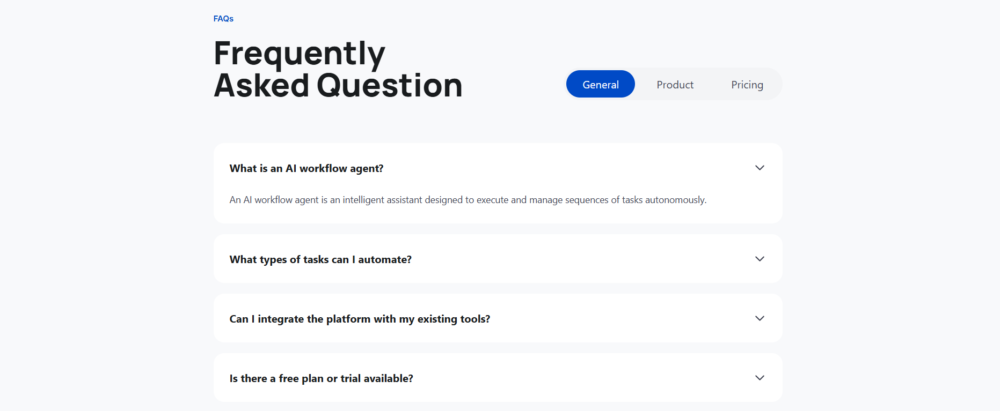 FAQs
Frequently
Asked Question
General
Product
Pricing
What is an AI workflow agent?
An AI workflow agent is an intelligent assistant designed to execute and manage sequences of tasks autonomously.
What types of tasks can I automate?
Can I integrate the platform with my existing tools?
Is there a free plan or trial available?